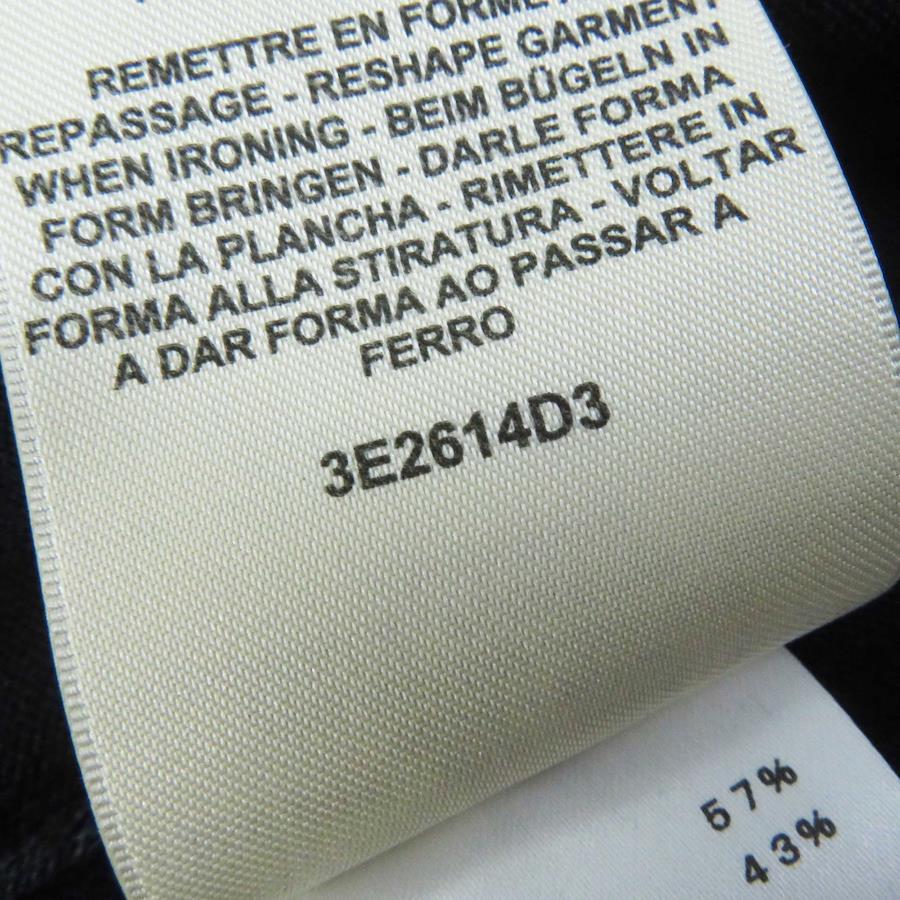 REMETTRE EN FORME
REPASSAGE - RESHAPE GARMENT
WHEN IRONING - BEIM BÜGELN IN
FORM BRINGEN - DARLE FORMA
CON LA PLANCHA - RIMETTERE IN
FORMA ALLA STIRATURA - VOLTAR
A DAR FORMA AO PASSAR A
FERRO
3E2614D3
57%
43%